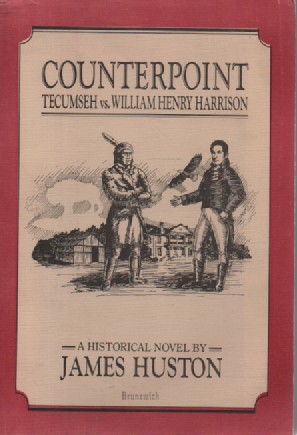 COUNTERPOINT
TECUMSEH vs. WILLIAM HENRY HARRISON
A HISTORICAL NOVEL BY
JAMES HUSTON
Brunswick